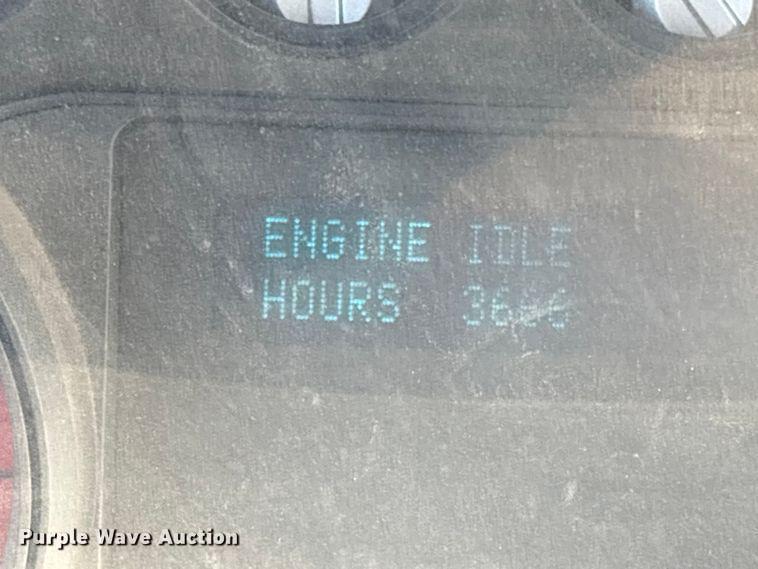 ENGINE IDLE
HOURS
Purple Wave Auction